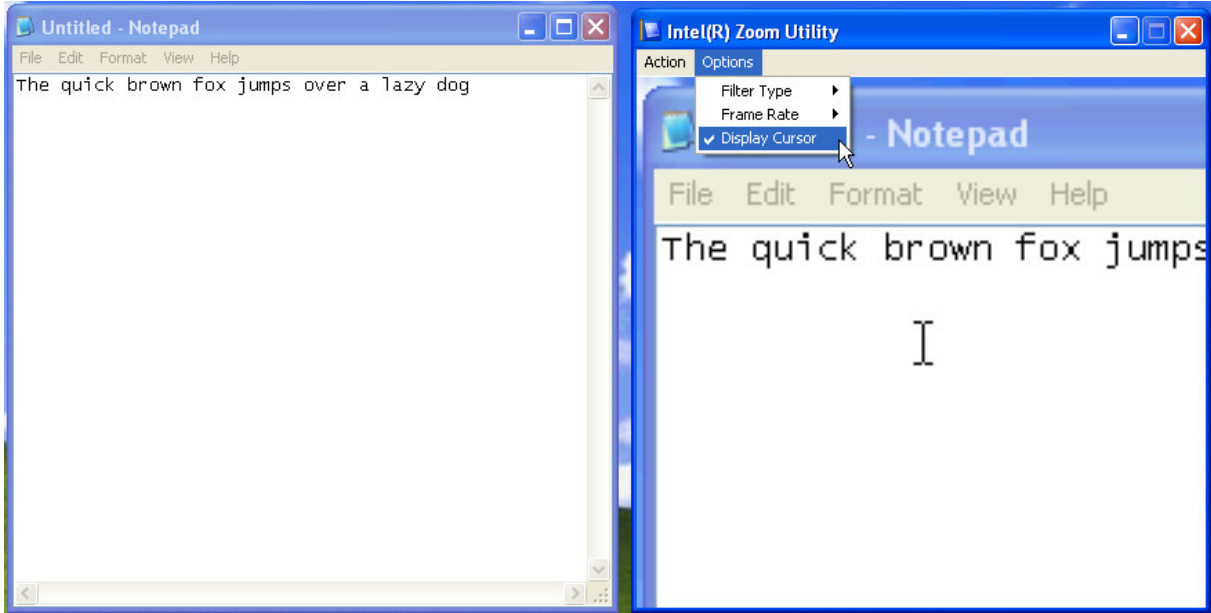 Untitled - Notepad
File Edit Format View Help
The quick brown fox jumps over a lazy dog
Intel(R) Zoom Utility
Action Options
Filter Type
Frame Rate
Display Cursor
- Notepad
File Edit Format View Help
The quick brown fox jumps